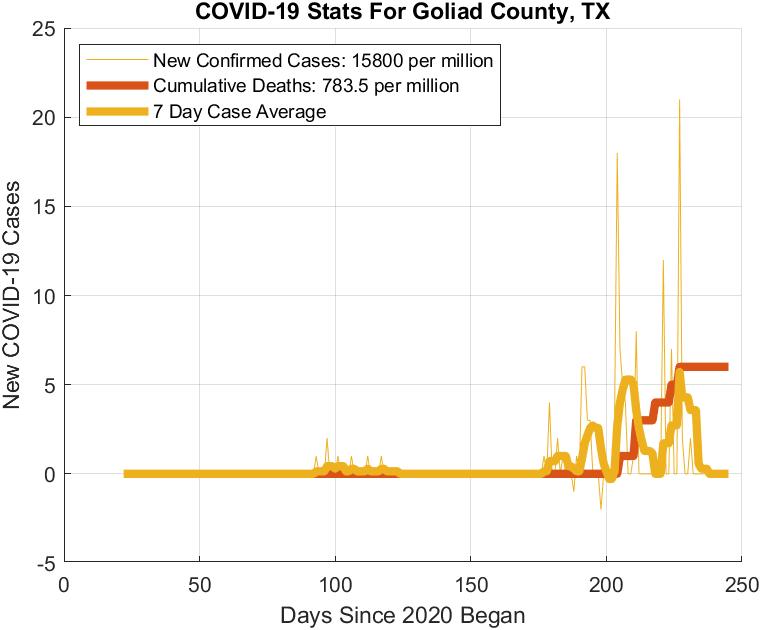 COVID-19 Stats For Goliad County, TX
New Confirmed Cases: 15800 per million
Cumulative Deaths: 783.5 per million
7 Day Case Average
New COVID-19 Cases
25
20
15
10
5
0
-5
0 50 100 150 200 250
Days Since 2020 Began